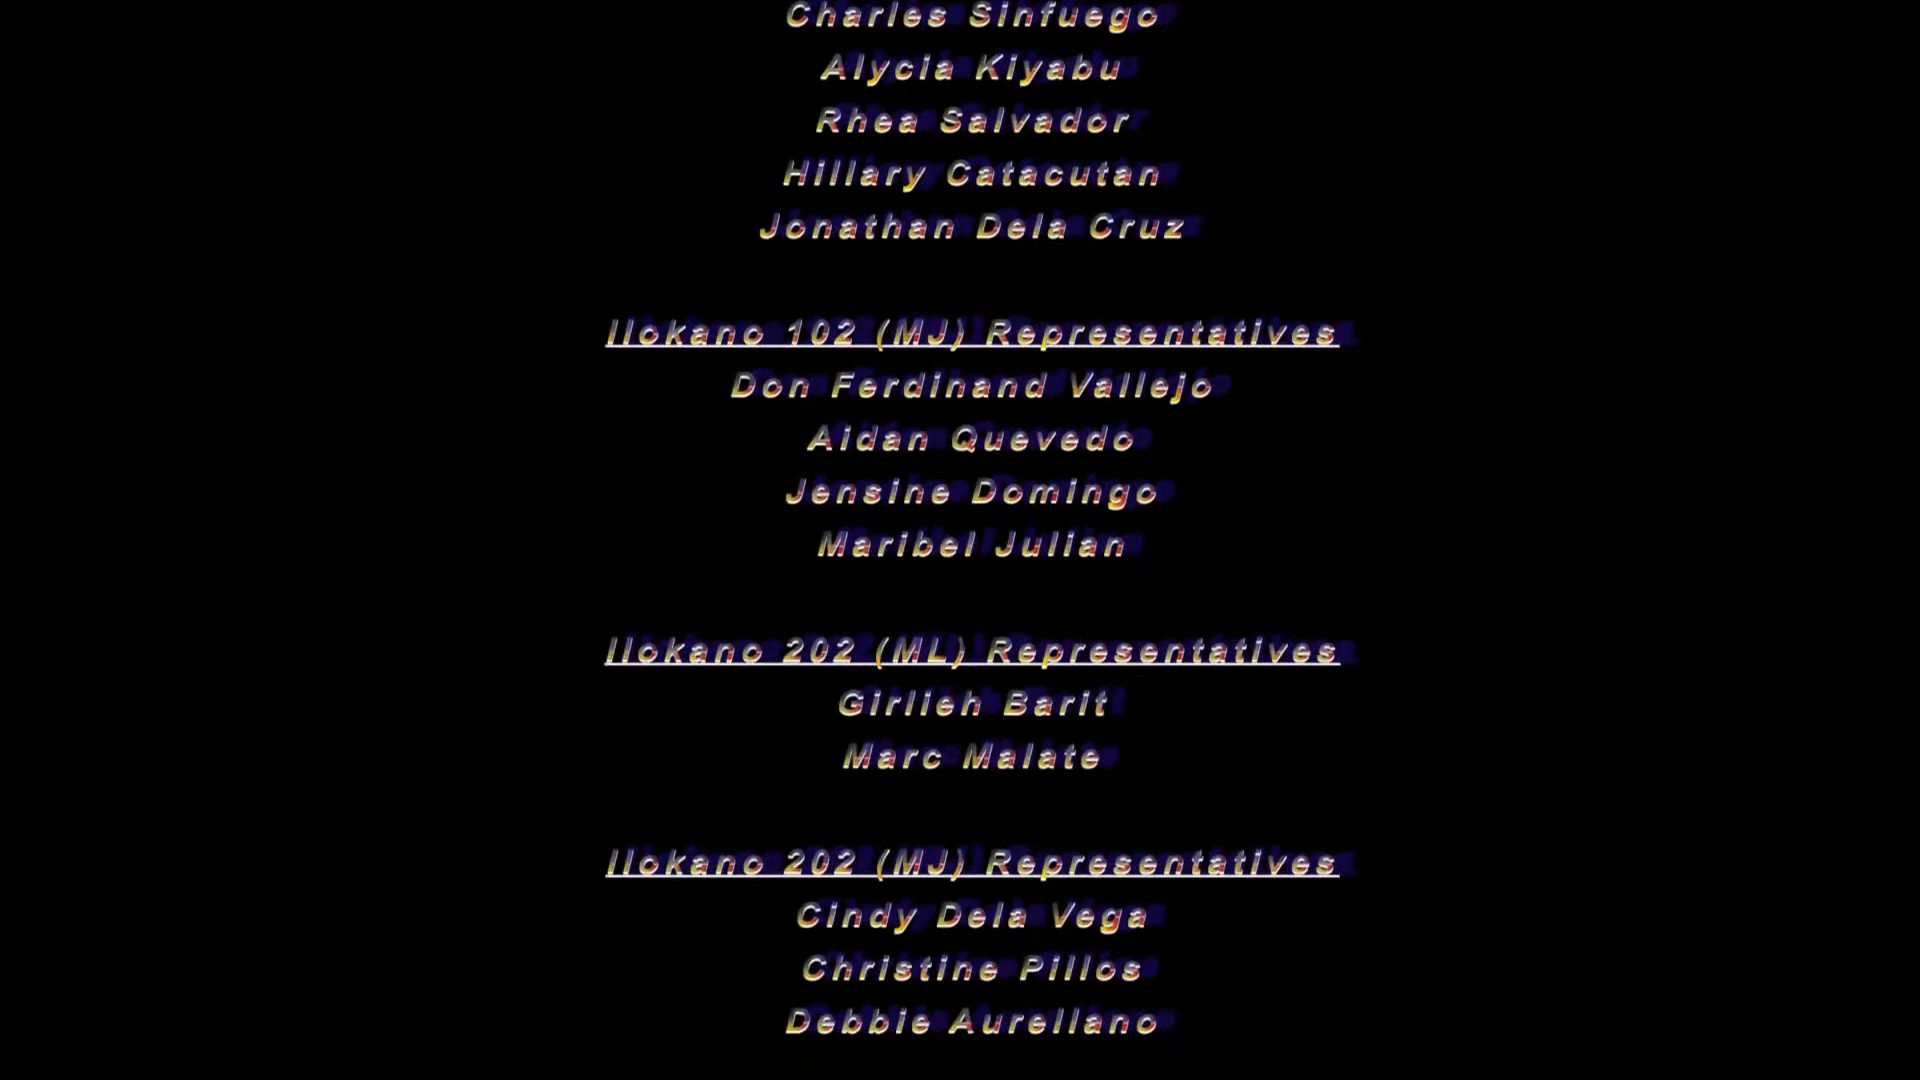 Charles Sinfuego
Alycia Kiyabu
Rhea Salvador
Hillary Catacutan
Jonathan Dela Cruz
Ilokano 102 (MJ) Representatives
Don Ferdinand Vallejo
Aidan Quevedo
Jensine Domingo
Maribel Julian
Ilokano 202 (ML) Representatives
Girlieh Barit
Marc Malate
Ilokano 202 (MJ) Representatives
Cindy Dela Vega
Christine Pillos
Debbie Aurellano